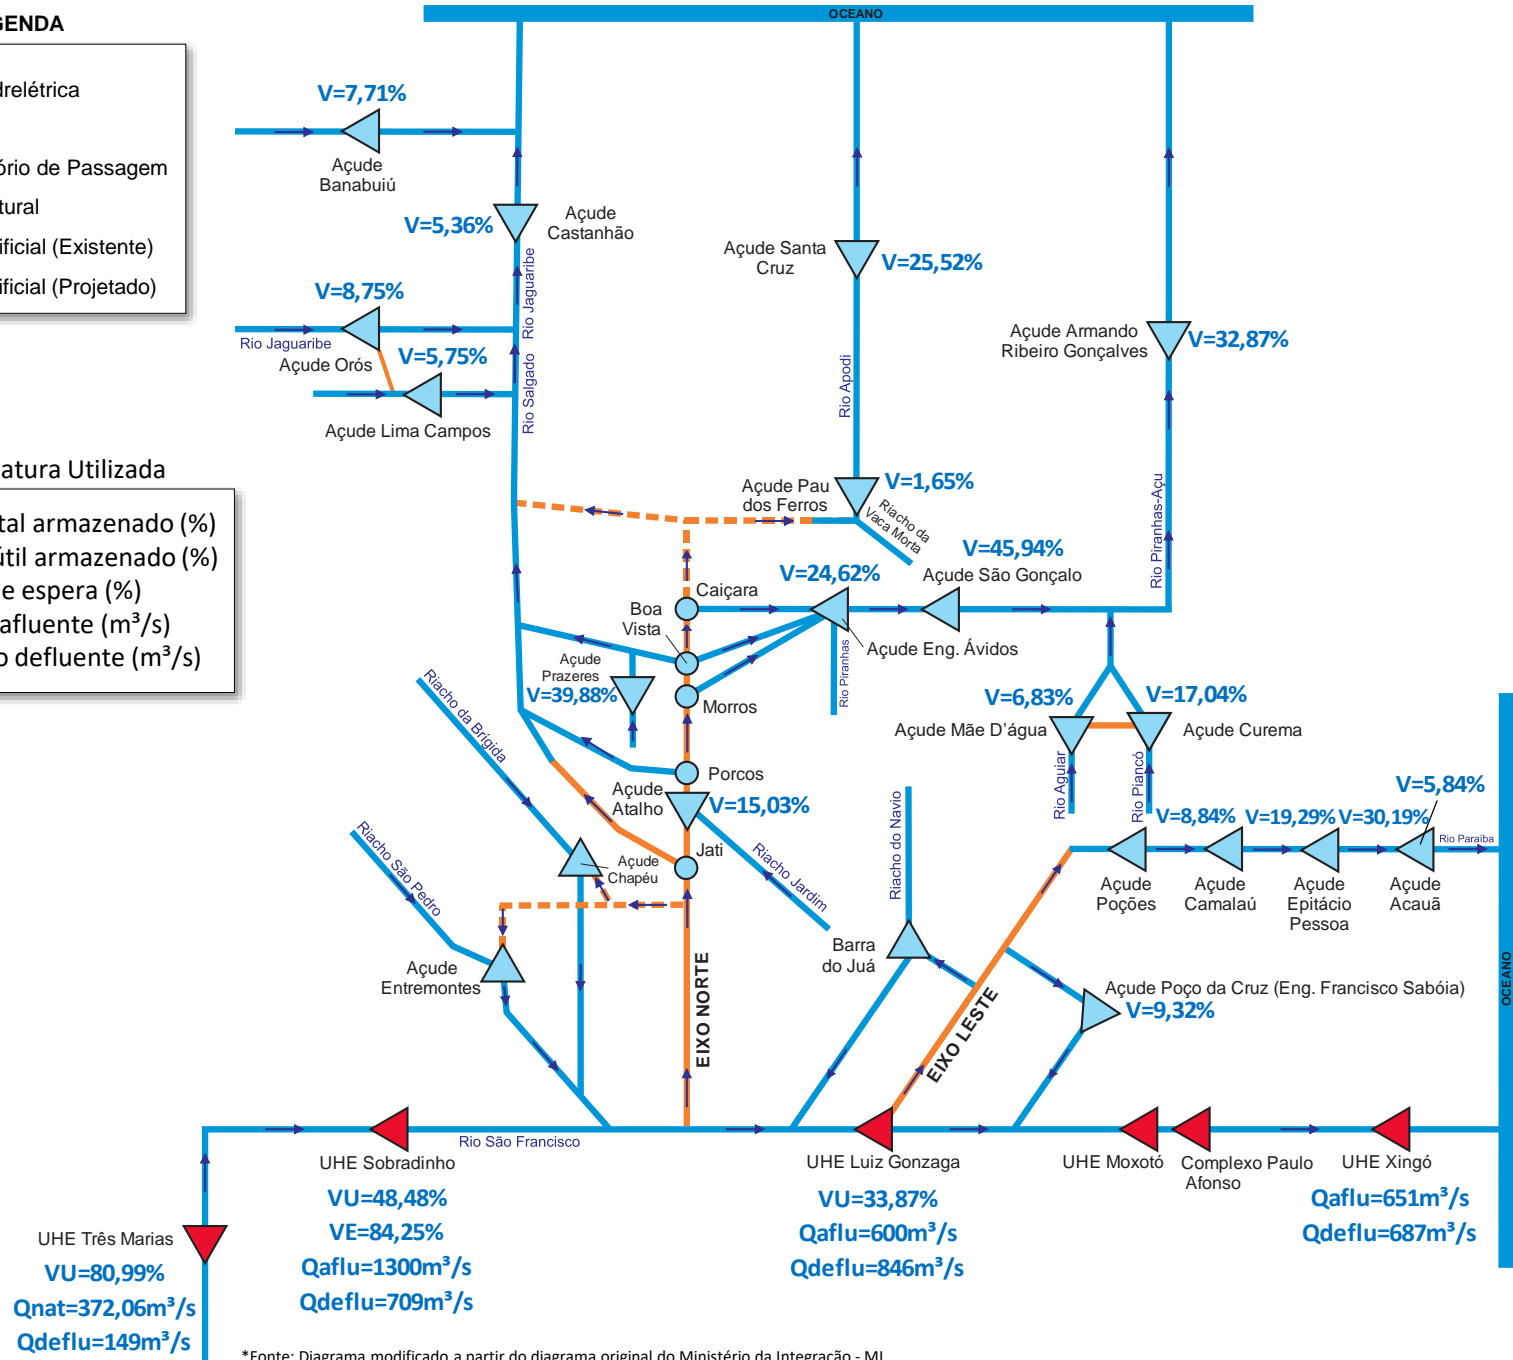 OCEANO
GENDA
drelétrica
ório de Passagem
tural
ificial (Existente)
ificial (Projetado)
V=7,71%
Açude
Banabuiú
V=5,36%
Açude
Castanhão
Rio Jaguaribe
V=8,75%
Rio Jaguaribe
Açude Orós
V=5,75%
Açude Lima Campos
Rio Salgado
Açude Santa
Cruz
V=25,52%
Rio Apodi
Açude Armando
Ribeiro Gonçalves
V=32,87%
Rio Piranhas-Açu
atura Utilizada
tal armazenado (%)
útil armazenado (%)
e espera (%)
afluente (m³/s)
o defluente (m³/s)
Açude Pau
dos Ferros
V=1,65%
Riacho da
Vaca Morta
V=45,94%
Açude São Gonçalo
V=24,62%
Açude Eng. Ávidos
Rio Piranhas
Caiçara
Boa
Vista
Morros
Açude
Prazeres
V=39,88%
Porcos
Açude
Atalho
V=15,03%
Jati
Riacho Jardim
Riacho da Brígida
Açude
Chapéu
Riacho São Pedro
Açude
Entremontes
EIXO NORTE
V=6,83%
Açude Mãe D'água
Rio Aguiar
V=17,04%
Açude Curema
Rio Piancó
V=5,84%
V=8,84%
V=19,29%
V=30,19%
Rio Paraíba
Açude
Poções
Açude
Camalaú
Açude
Epitácio
Pessoa
Açude
Acauã
Riacho do Navio
Barra
do Juá
EIXO LESTE
Açude Poço da Cruz (Eng. Francisco Sabóia)
V=9,32%
OCEANO
Rio São Francisco
UHE Sobradinho
VU=48,48%
VE=84,25%
Qaflu=1300m³/s
Qdeflu=709m³/s
UHE Luiz Gonzaga
VU=33,87%
Qaflu=600m³/s
Qdeflu=846m³/s
UHE Moxotó
Complexo Paulo
Afonso
UHE Xingó
Qaflu=651m³/s
Qdeflu=687m³/s
UHE Três Marias
VU=80,99%
Qnat=372,06m³/s
Qdeflu=149m³/s
*Fonte: Diagrama modificado a partir do diagrama original do Ministério da Integração - MI